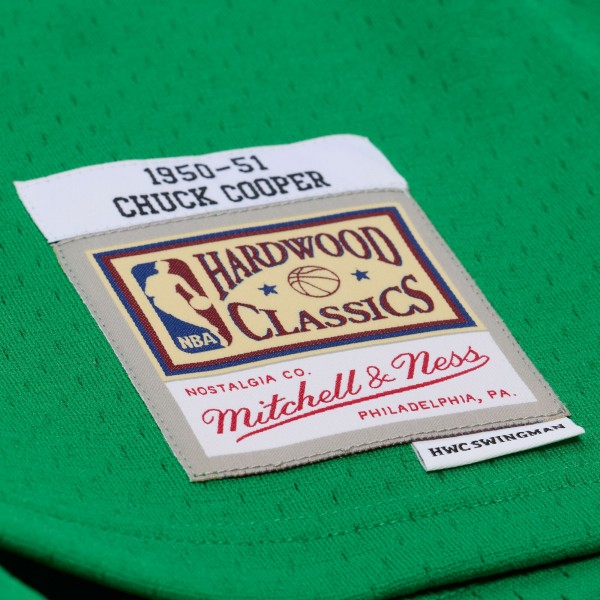 1950-51
CHUCK COOPER
HARDWOOD
CLASSICS
NBA
NOSTALGIA CO.
Mitchell & Ness
PHILADELPHIA, PA.
HWC SWINGMAN